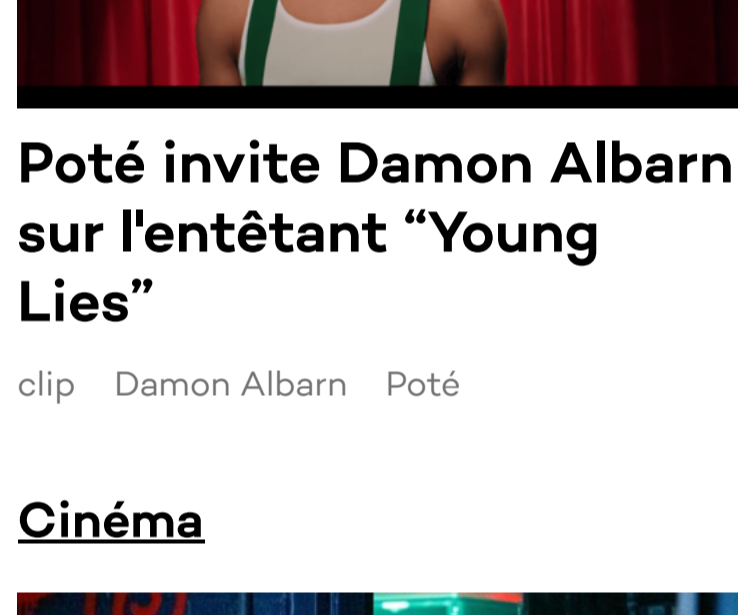 Poté invite Damon Albarn
sur l'entêtant “Young
Lies”
clip Damon Albarn Poté
Cinéma